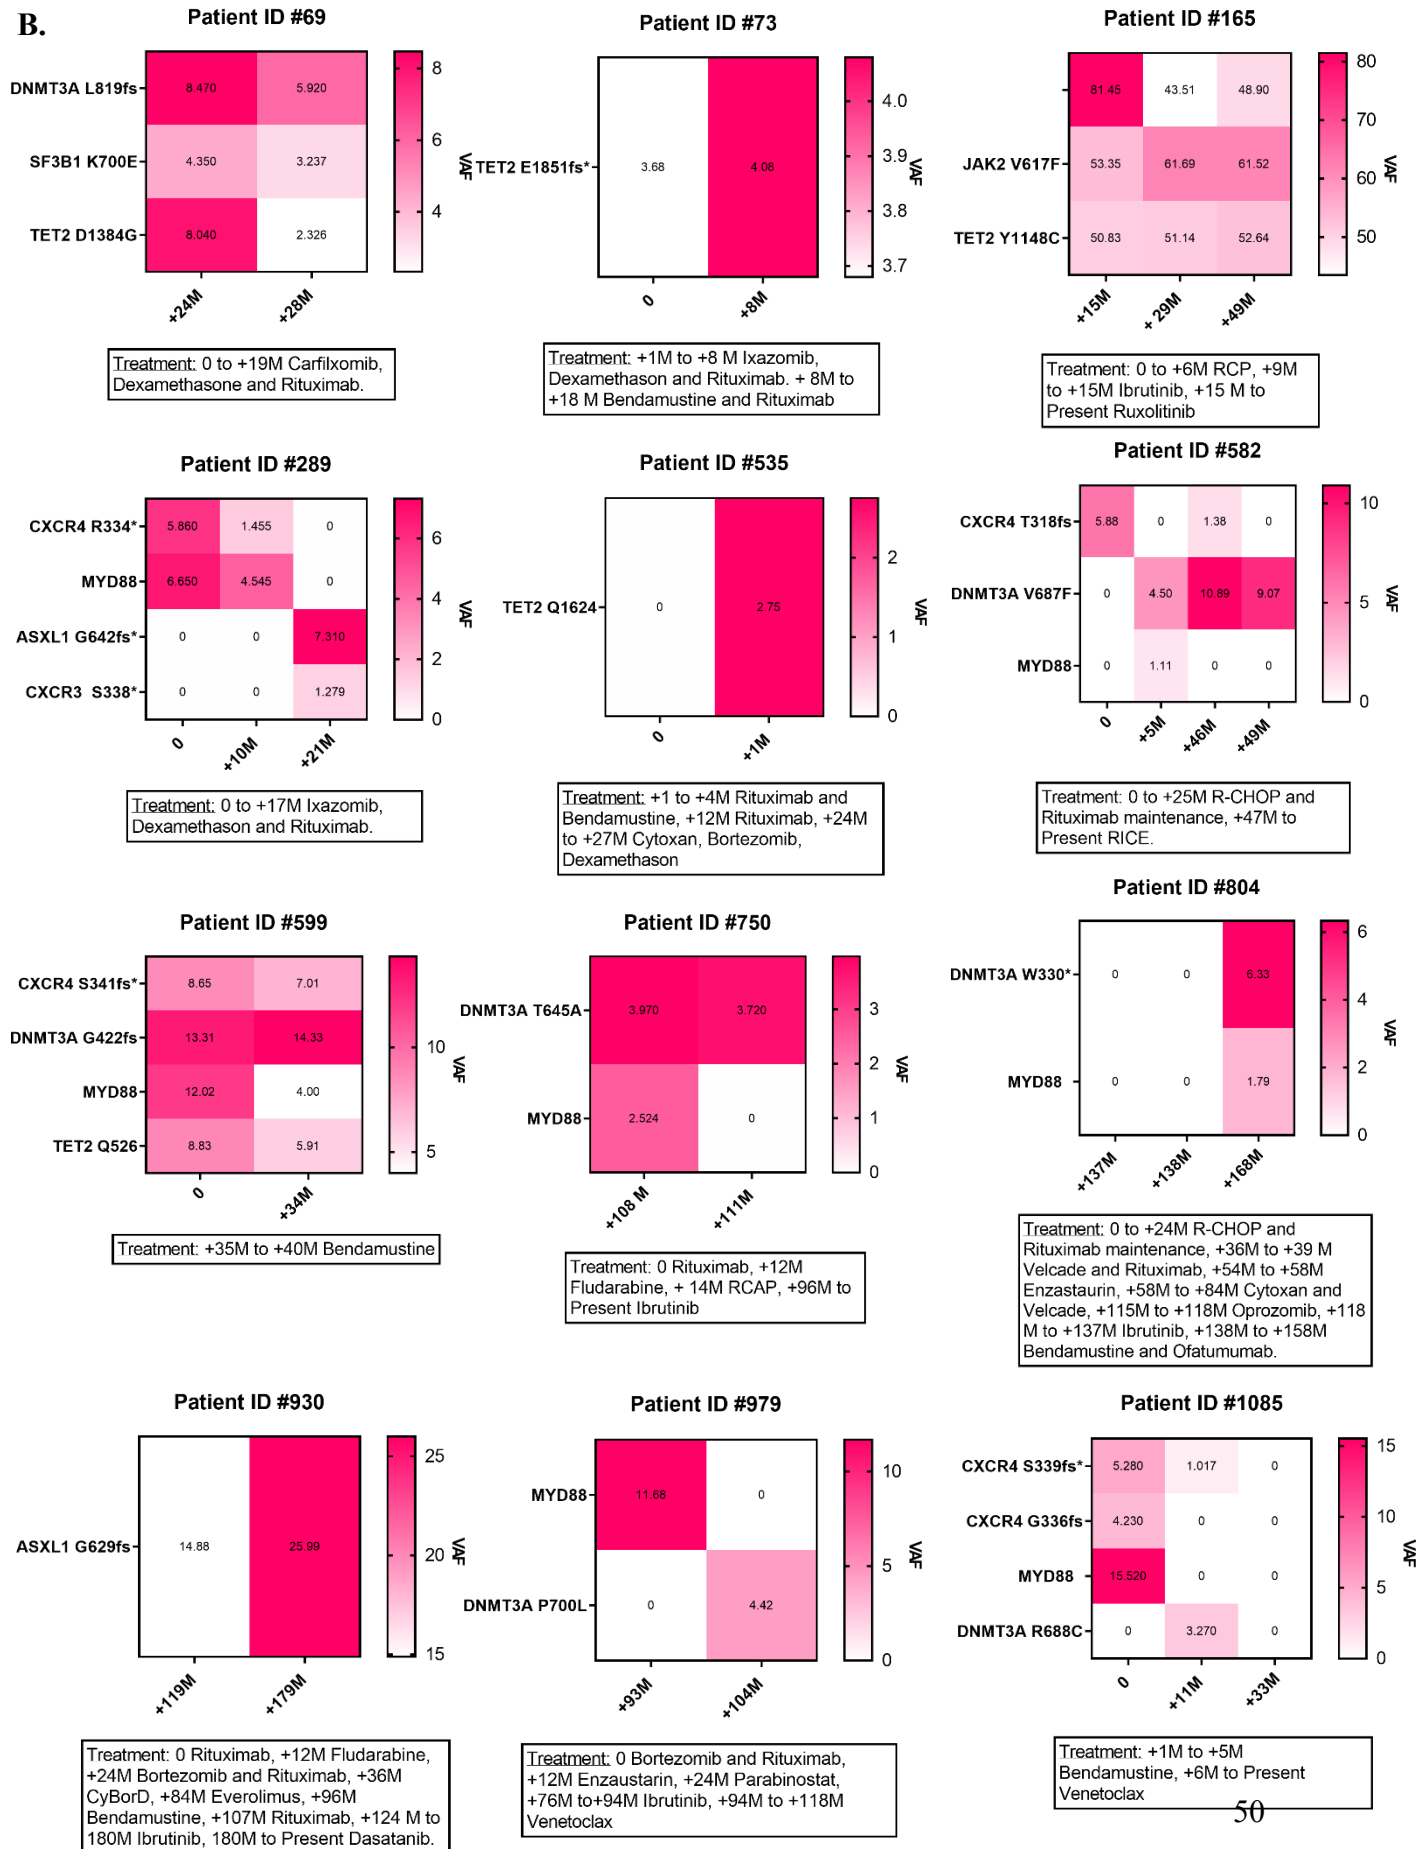 B.
Patient ID #69
DNMT3A L819fs
8.470
5.920
SF3B1 K700E
4.350
3.237
TET2 D1384G
8.040
2.326
+24M
+28M
8
6
4
VAF
Treatment: 0 to +19M Carfilxomib,
Dexamethasone and Rituximab.
Patient ID #73
TET2 E1851fs*
3.68
4.08
0
+8M
4.0
3.9
3.8
3.7
VAF
Treatment: +1M to +8 M Ixazomib,
Dexamethason and Rituximab. + 8M to
+18 M Bendamustine and Rituximab
Patient ID #165
81.45
43.51
48.90
JAK2 V617F
53.35
61.69
61.52
TET2 Y1148C
50.83
51.14
52.64
+15M
+ 29M
+49M
80
70
60
50
VAF
Treatment: 0 to +6M RCP, +9M
to +15M Ibrutinib, +15 M to
Present Ruxolitinib
Patient ID #289
CXCR4 R334*
5.860
1.455
0
MYD88
6.650
4.545
0
ASXL1 G642fs*
0
0
7.310
CXCR3 S338*
0
0
1.279
0
+10M
+21M
6
4
2
0
VAF
Treatment: 0 to +17M Ixazomib,
Dexamethason and Rituximab.
Patient ID #535
TET2 Q1624
0
2.75
0
+1M
2
1
0
VAF
Treatment: +1 to +4M Rituximab and
Bendamustine, +12M Rituximab, +24M
to +27M Cytoxan, Bortezomib,
Dexamethason
Patient ID #582
CXCR4 T318fs
5.88
0
1.38
0
DNMT3A V687F
0
4.50
10.89
9.07
MYD88
0
1.11
0
0
0
+5M
+46M
+49M
10
5
0
VAF
Treatment: 0 to +25M R-CHOP and
Rituximab maintenance, +47M to
Present RICE.
Patient ID #599
CXCR4 S341fs*
8.65
7.01
DNMT3A G422fs
13.31
14.33
MYD88
12.02
4.00
TET2 Q526
8.83
5.91
0
+34M
10
5
VAF
Treatment: +35M to +40M Bendamustine
Patient ID #750
DNMT3A T645A
3.970
3.720
MYD88
2.524
0
+108 M
+111M
3
2
1
0
VAF
Treatment: 0 Rituximab, +12M
Fludarabine, + 14M RCAP, +96M to
Present Ibrutinib
Patient ID #804
DNMT3A W330*
0
0
6.33
MYD88
0
0
1.79
+137M
+138M
+168M
6
4
2
0
VAF
Treatment: 0 to +24M R-CHOP and
Rituximab maintenance, +36M to +39 M
Velcade and Rituximab, +54M to +58M
Enzastaurin, +58M to +84M Cytoxan and
Velcade, +115M to +118M Oprozomib, +118
M to +137M Ibrutinib, +138M to +158M
Bendamustine and Ofatumumab.
Patient ID #930
ASXL1 G629fs
14.88
25.99
+119M
+179M
25
20
15
VAF
Treatment: 0 Rituximab, +12M Fludarabine,
+24M Bortezomib and Rituximab, +36M
CyBorD, +84M Everolimus, +96M
Bendamustine, +107M Rituximab, +124 M to
180M Ibrutinib, 180M to Present Dasatanib.
Patient ID #979
MYD88
11.68
0
DNMT3A P700L
0
4.42
+93M
+104M
10
5
0
VAF
Treatment: 0 Bortezomib and Rituximab,
+12M Enzaustarin, +24M Parabinostat,
+76M to+94M Ibrutinib, +94M to +118M
Venetoclax
Patient ID #1085
CXCR4 S339fs*
5.280
1.017
0
CXCR4 G336fs
4.230
0
0
MYD88
15.520
0
0
DNMT3A R688C
0
3.270
0
0
+11M
+33M
15
10
5
0
VAF
Treatment: +1M to +5M
Bendamustine, +6M to Present
Venetoclax
50